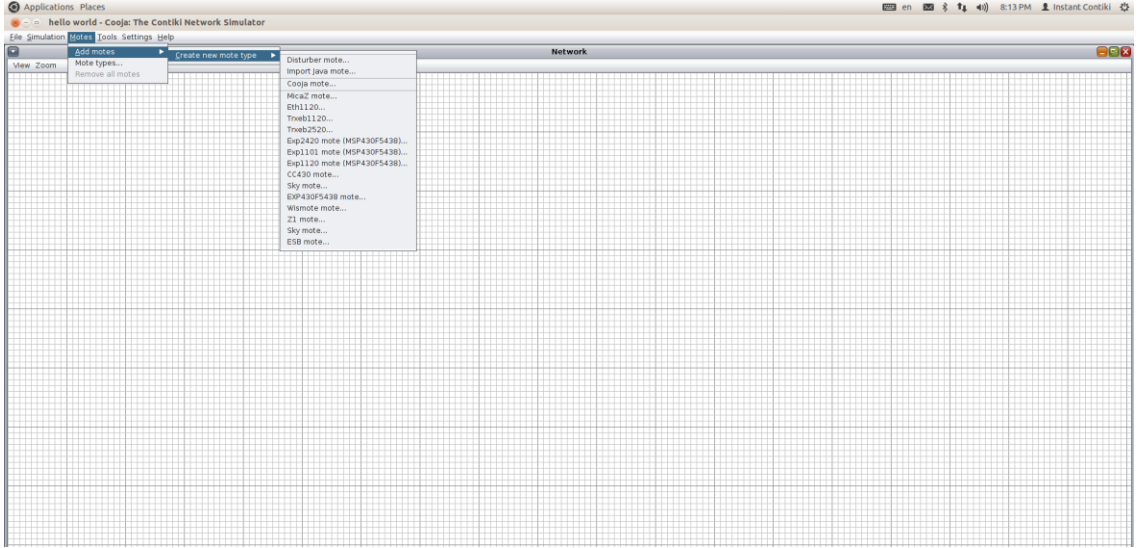 Applications Places en 8:13 PM Instant Contiki
hello world - Cooja: The Contiki Network Simulator
File Simulation Motes Tools Settings Help
Network
View Zoom
Add motes
Mote types...
Remove all motes
Create new mote type
Disturber mote...
Import Java mote...
Cooja mote...
MicaZ mote...
Eth1120...
Trxeb1120...
Trxeb2520...
Exp2420 mote (MSP430F5438)...
Exp1101 mote (MSP430F5438)...
Exp1120 mote (MSP430F5438)...
CC430 mote...
Sky mote...
EXP430F5438 mote...
Wismote mote...
Z1 mote...
Sky mote...
ESB mote...